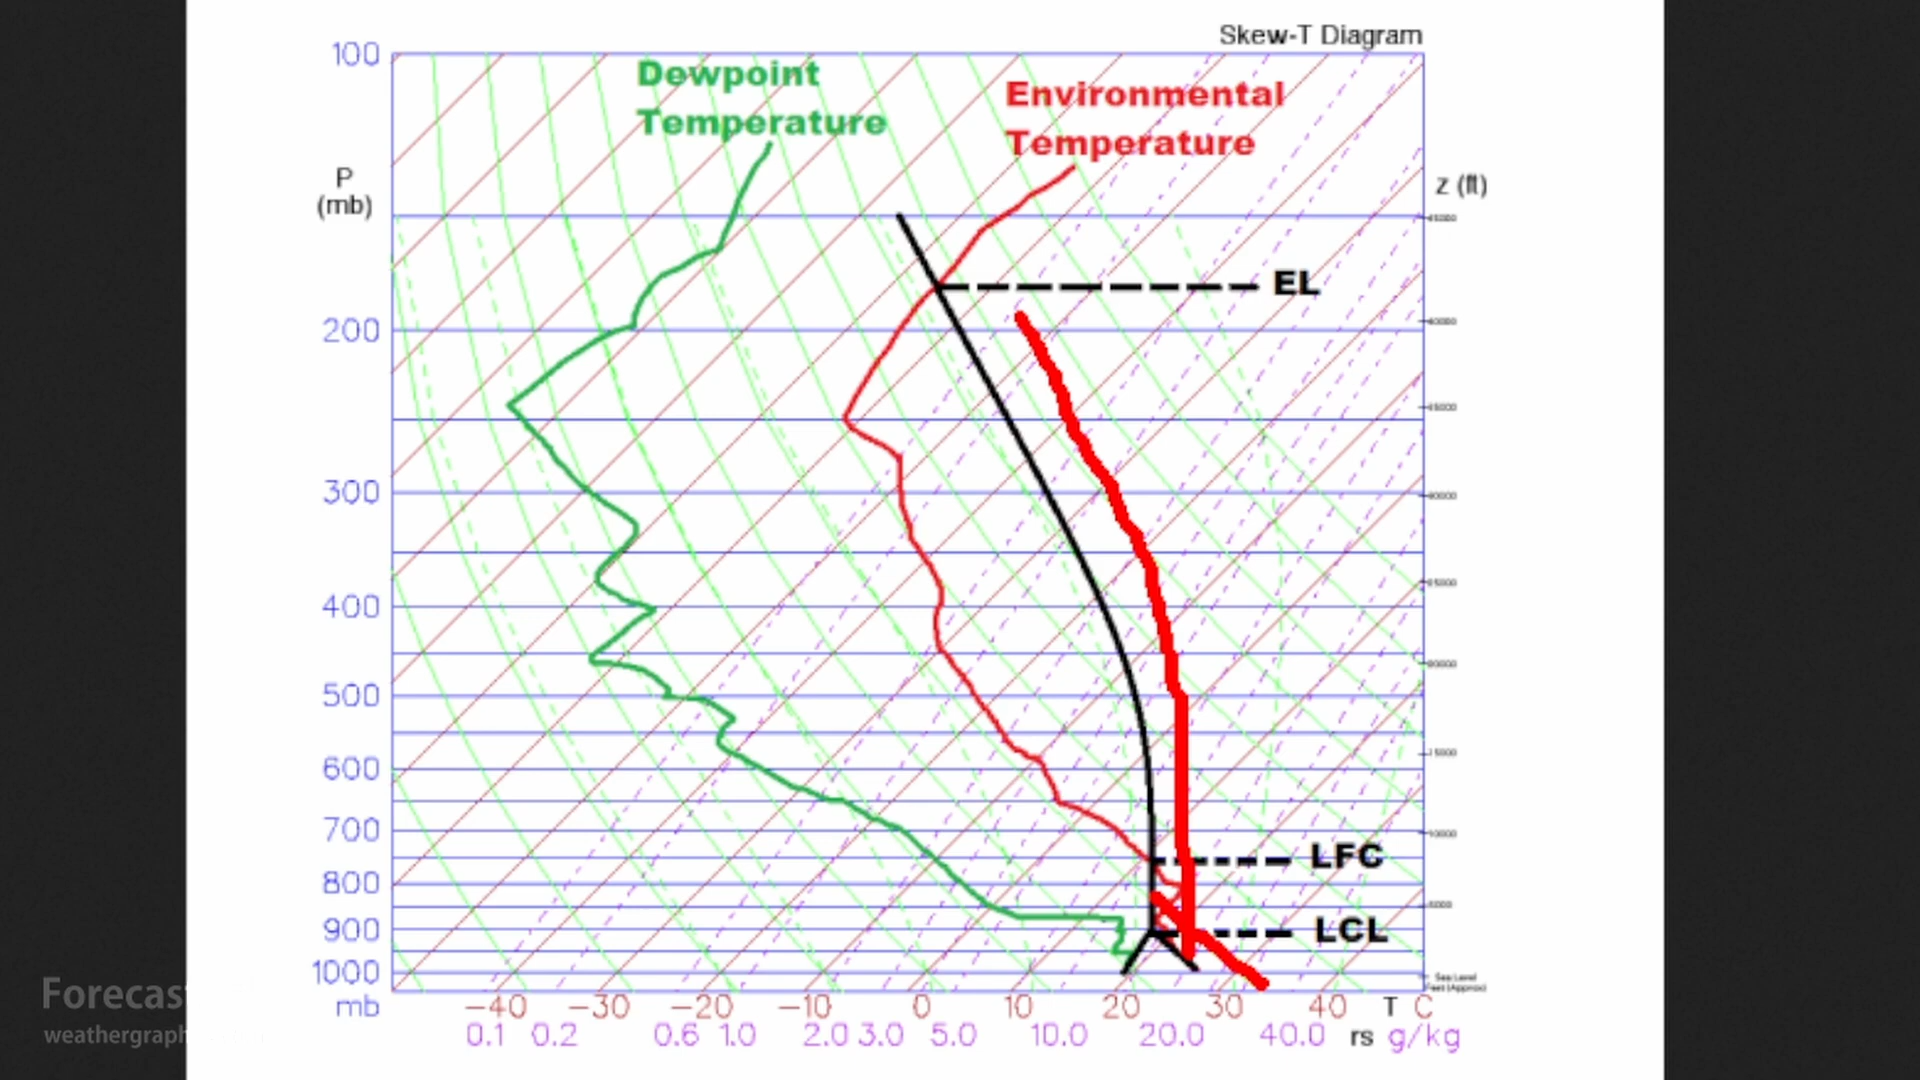 Skew-T Diagram
100
Dewpoint
Temperature
Environmental
Temperature
P
(mb)
z (ft)
EL
200
300
400
500
600
700
LFC
800
900
LCL
1000
mb
-40 -30 -20 -10 0 10 20 30 40 T C
0.1 0.2 0.6 1.0 2.0 3.0 5.0 10.0 20.0 40.0 rs g/kg
Forecas
weathergraph